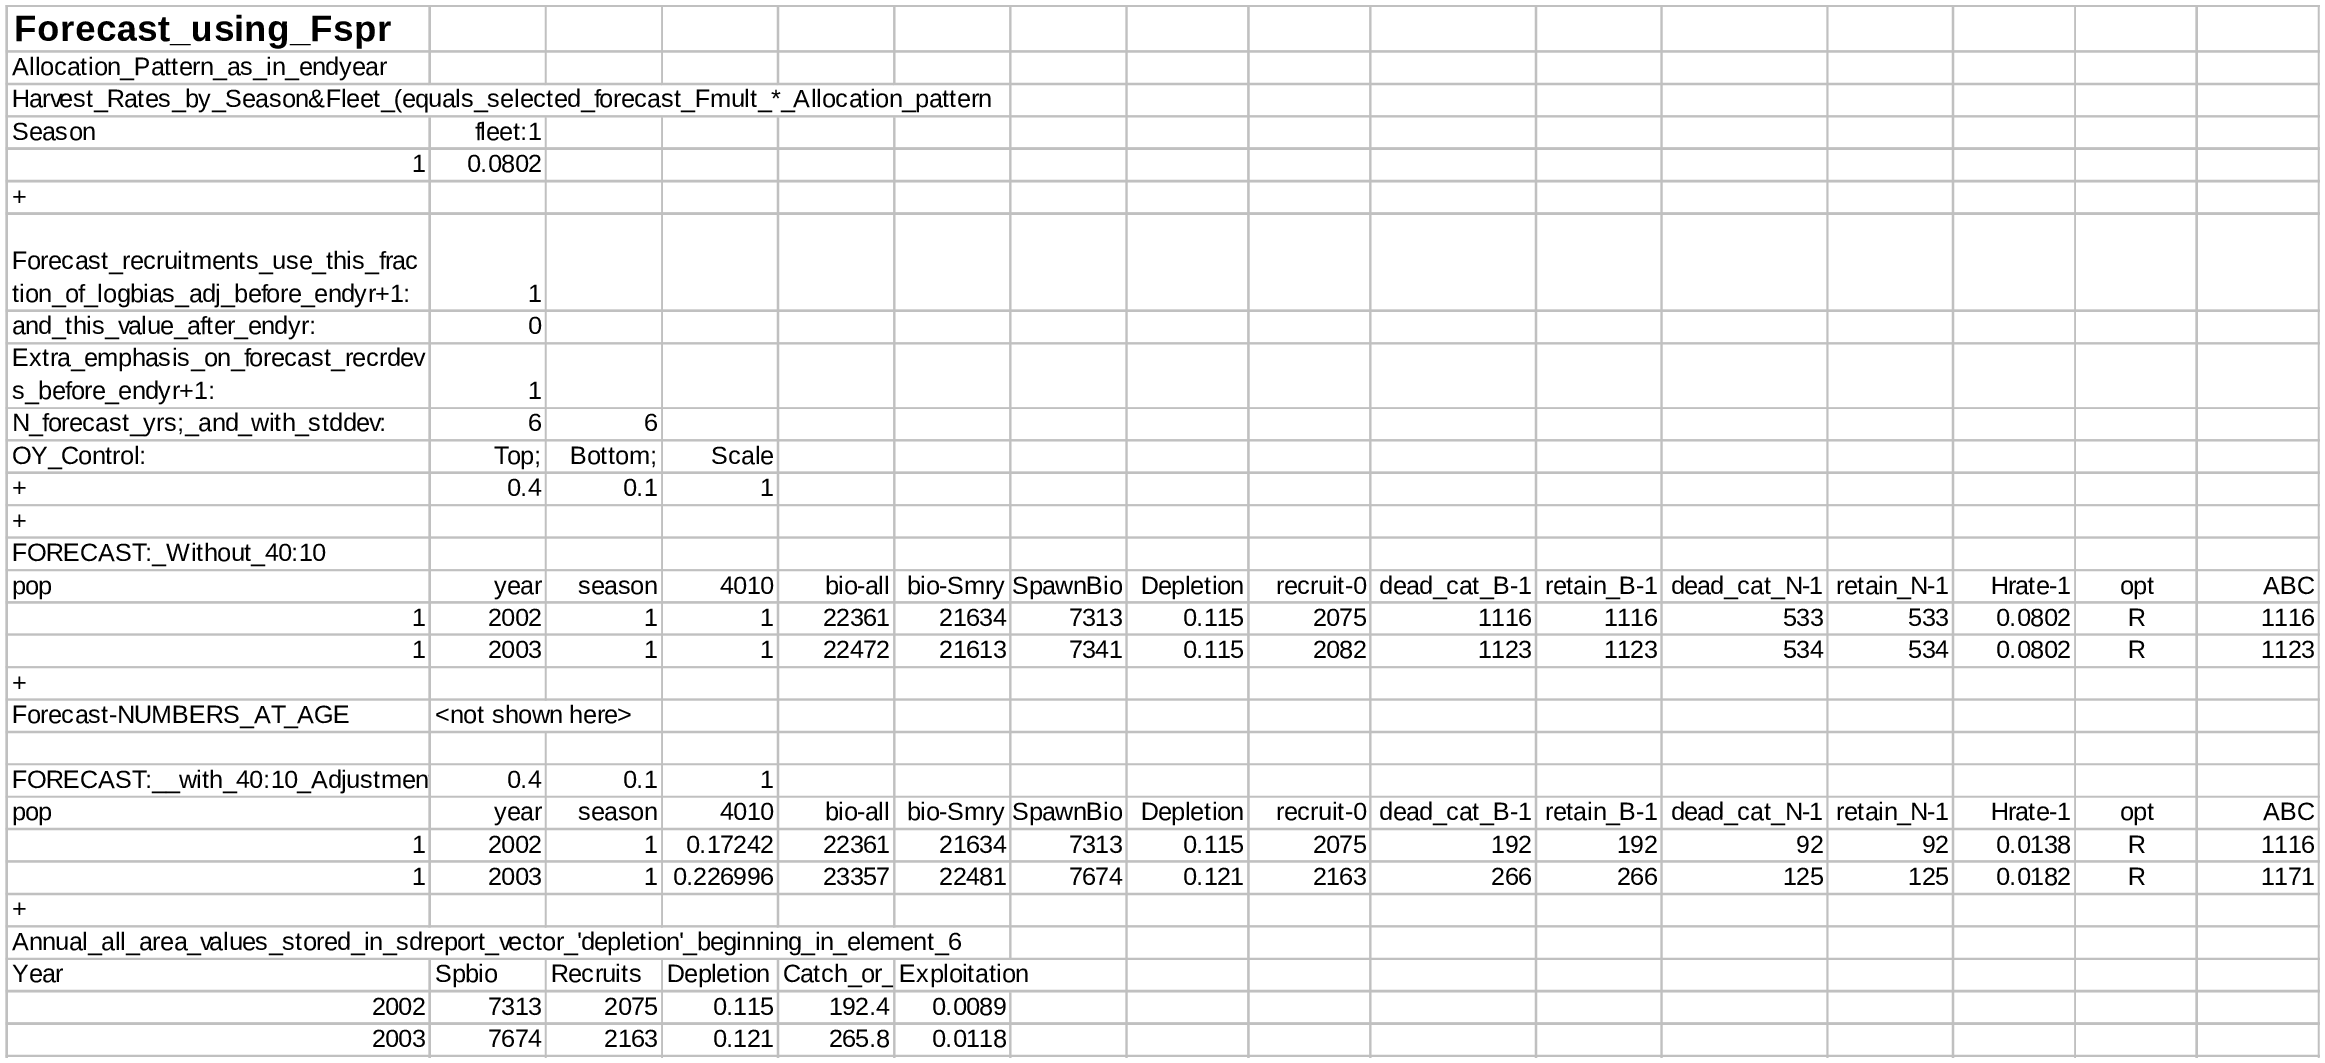 Forecast_using_Fspr
Allocation_Pattern_as_in_endyear
Harvest_Rates_by_Season&Fleet_(equals_selected_forecast_Fmult_*_Allocation_pattern
Season fleet:1
1 0.0802
+
Forecast_recruitments_use_this_frac
tion_of_logbias_adj_before_endyr+1: 1
and_this_value_after_endyr: 0
Extra_emphasis_on_forecast_recrdev
s_before_endyr+1: 1
N_forecast_yrs;_and_with_stddev: 6 6
OY_Control: Top; Bottom; Scale
+ 0.4 0.1 1
+
FORECAST:_Without_40:10
pop year season 4010 bio-all bio-Smry SpawnBio Depletion recruit-0 dead_cat_B-1 retain_B-1 dead_cat_N-1 retain_N-1 Hrate-1 opt ABC
1 2002 1 1 22361 21634 7313 0.115 2075 1116 1116 533 533 0.0802 R 1116
1 2003 1 1 22472 21613 7341 0.115 2082 1123 1123 534 534 0.0802 R 1123
+
Forecast-NUMBERS_AT_AGE <not shown here>
FORECAST:__with_40:10_Adjustmen 0.4 0.1 1
pop year season 4010 bio-all bio-Smry SpawnBio Depletion recruit-0 dead_cat_B-1 retain_B-1 dead_cat_N-1 retain_N-1 Hrate-1 opt ABC
1 2002 1 0.17242 22361 21634 7313 0.115 2075 192 192 92 92 0.0138 R 1116
1 2003 1 0.226996 23357 22481 7674 0.121 2163 266 266 125 125 0.0182 R 1171
+
Annual_all_area_values_stored_in_sdreport_vector_'depletion'_beginning_in_element_6
Year Spbio Recruits Depletion Catch_or_ Exploitation
2002 7313 2075 0.115 192.4 0.0089
2003 7674 2163 0.121 265.8 0.0118